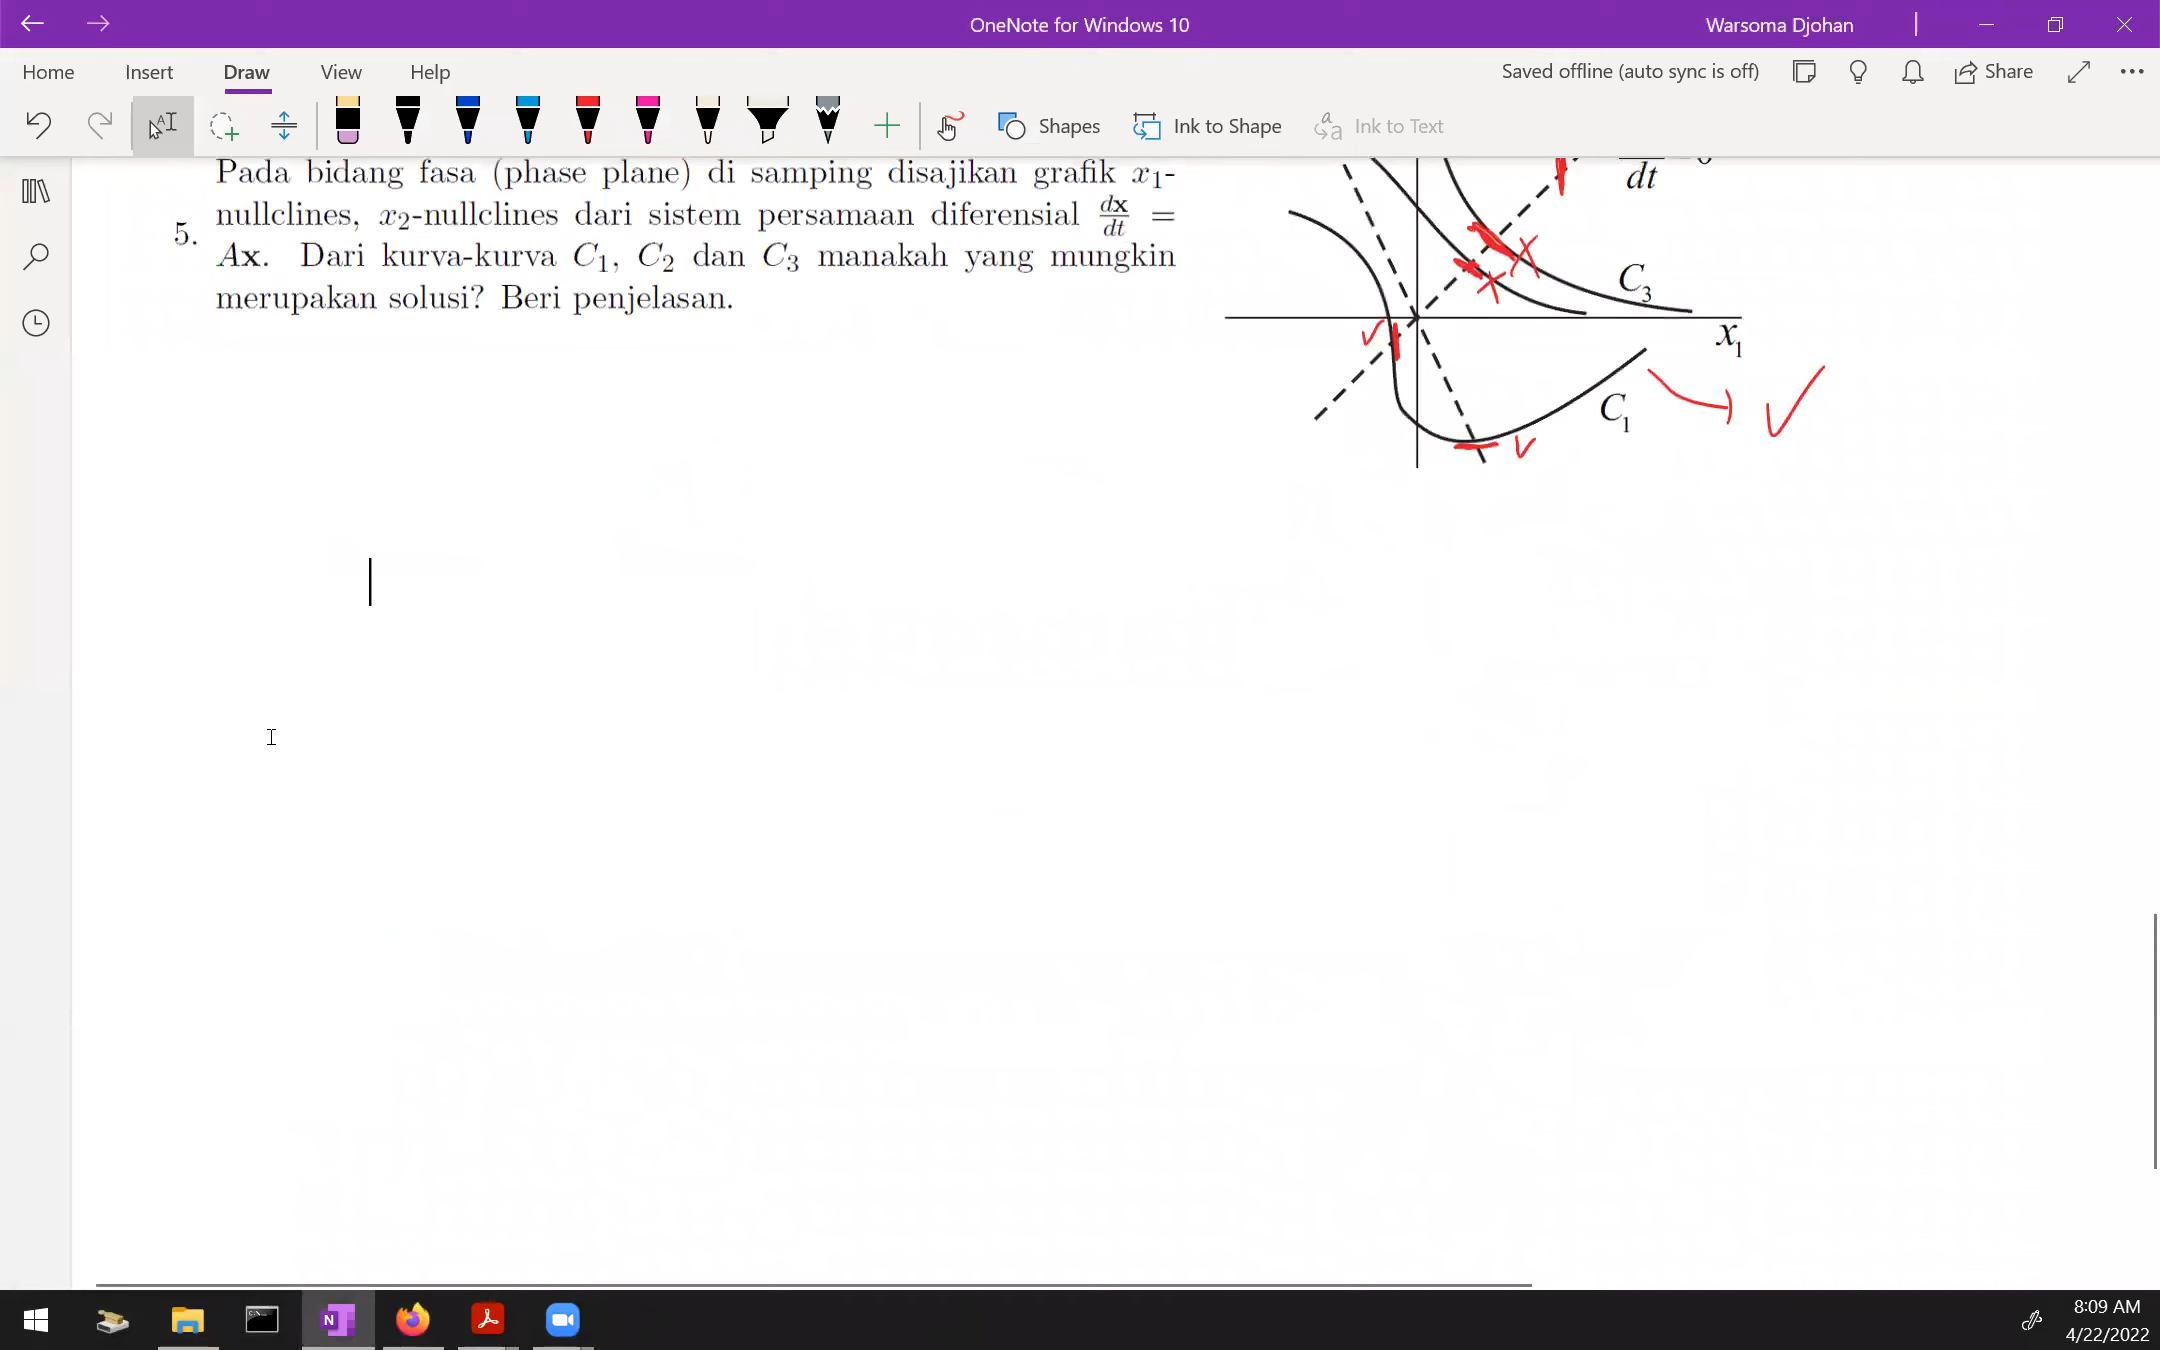 OneNote for Windows 10
Warsoma Djohan
Home Insert Draw View Help
Saved offline (auto sync is off)
Share
Shapes
Ink to Shape
Ink to Text
Pada bidang fasa (phase plane) di samping disajikan grafik x₁-
5. nullclines, x₂-nullclines dari sistem persamaan diferensial dx/dt =
Ax. Dari kurva-kurva C₁, C₂ dan C₃ manakah yang mungkin
merupakan solusi? Beri penjelasan.
dt
C₃
x₁
C₁
8:09 AM
4/22/2022